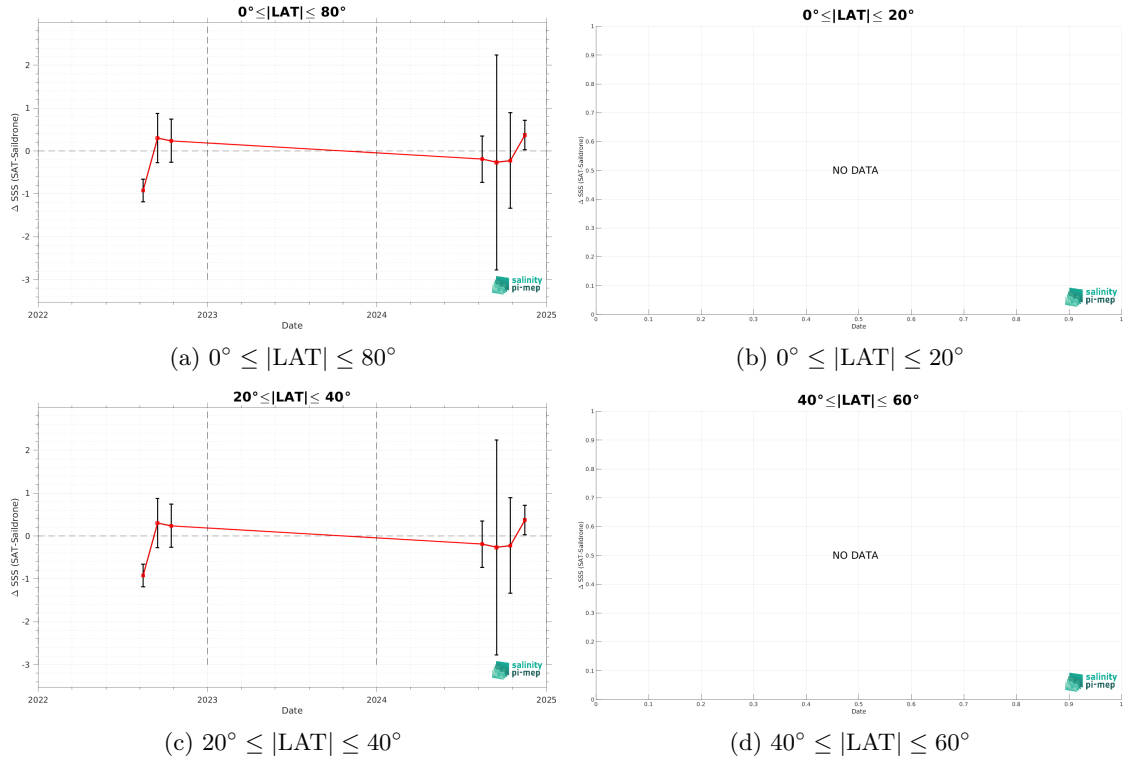 0°≤|LAT|≤ 80°
Δ SSS (SAT-Saildrone)
2
1
0
-1
-2
-3
2022
2023
2024
2025
Date
salinity
pi-mep
(a) 0° ≤ |LAT| ≤ 80°
0°≤|LAT|≤ 20°
Δ SSS (SAT-Saildrone)
1
0.9
0.8
0.7
0.6
0.5
0.4
0.3
0.2
0.1
0
NO DATA
0
0.1
0.2
0.3
0.4
0.5
0.6
0.7
0.8
0.9
1
Date
salinity
pi-mep
(b) 0° ≤ |LAT| ≤ 20°
20°≤|LAT|≤ 40°
Δ SSS (SAT-Saildrone)
2
1
0
-1
-2
-3
2022
2023
2024
2025
Date
salinity
pi-mep
(c) 20° ≤ |LAT| ≤ 40°
40°≤|LAT|≤ 60°
Δ SSS (SAT-Saildrone)
1
0.9
0.8
0.7
0.6
0.5
0.4
0.3
0.2
0.1
0
NO DATA
0
0.1
0.2
0.3
0.4
0.5
0.6
0.7
0.8
0.9
1
Date
salinity
pi-mep
(d) 40° ≤ |LAT| ≤ 60°